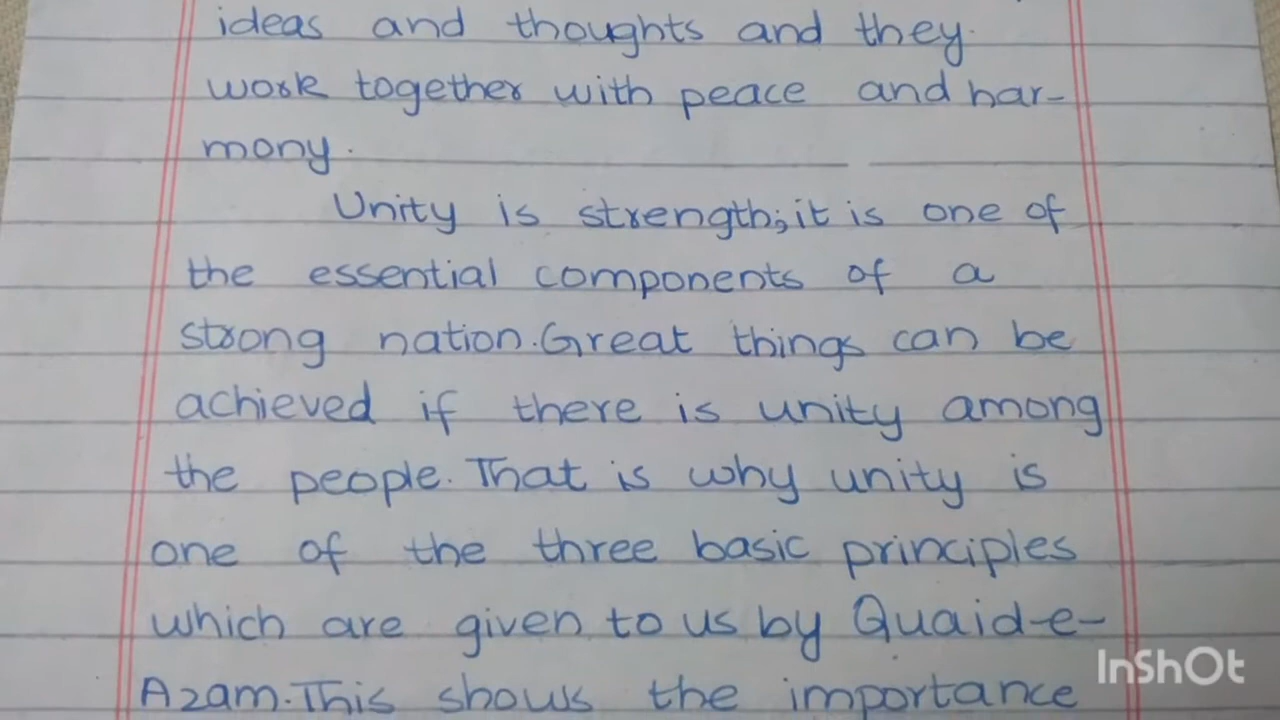 ideas and thoughts and they.
work together with peace and har-
mony.
Unity is strength; it is one of
the essential components of a
strong nation. Great things can be
achieved if there is unity among
the people. That is why unity is
one of the three basic principles
which are given to us by Quaid-e-
Azam. This shows the importance
InShOt